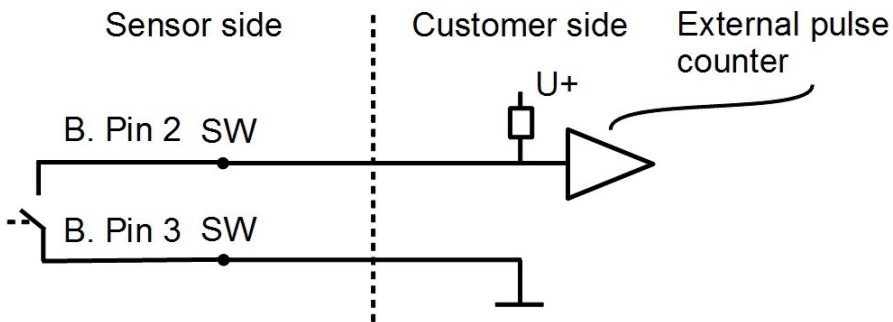 Sensor side
Customer side
External pulse
counter
U+
B. Pin 2 SW
B. Pin 3 SW